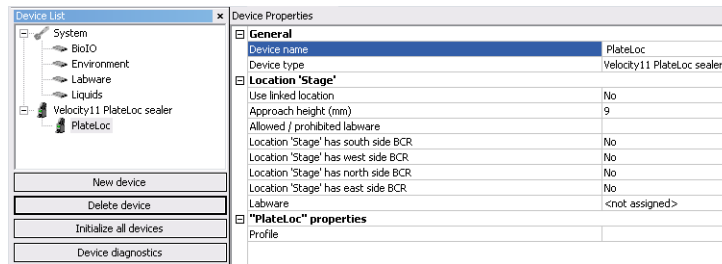 Device List ×
System
BioIO
Environment
Labware
Liquids
Velocity11 PlateLoc sealer
PlateLoc
New device
Delete device
Initialize all devices
Device diagnostics
Device Properties
General
Device name PlateLoc
Device type Velocity11 PlateLoc sealer
Location 'Stage'
Use linked location No
Approach height (mm) 9
Allowed / prohibited labware
Location 'Stage' has south side BCR No
Location 'Stage' has west side BCR No
Location 'Stage' has north side BCR No
Location 'Stage' has east side BCR No
Labware <not assigned>
"PlateLoc" properties
Profile